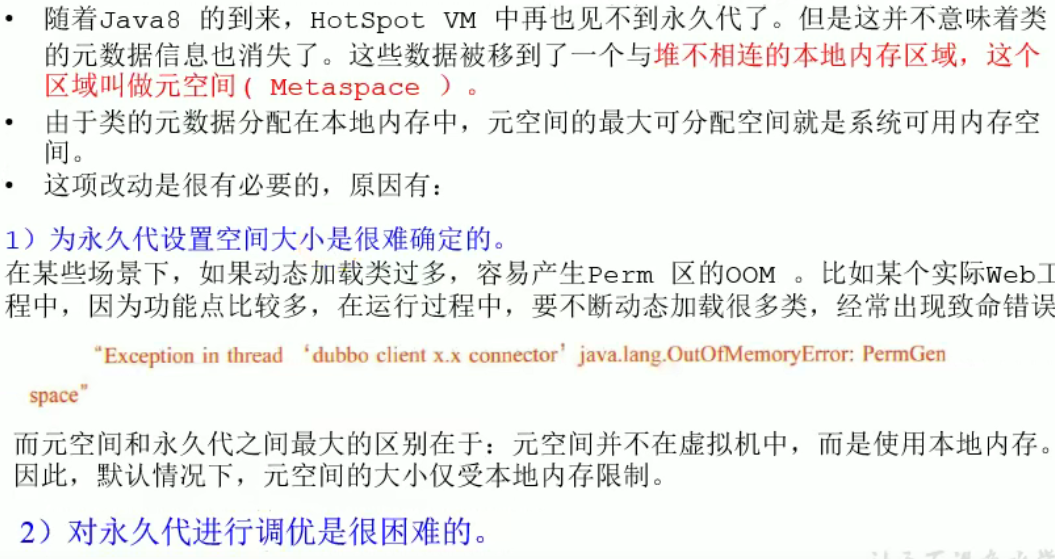 • 随着Java8 的到来，HotSpot VM 中再也见不到永久代了。但是这并不意味着类
的元数据信息也消失了。这些数据被移到了一个与堆不相连的本地内存区域，这个
区域叫做元空间( Metaspace ）。
• 由于类的元数据分配在本地内存中，元空间的最大可分配空间就是系统可用内存空
间。
• 这项改动是很有必要的，原因有：
1）为永久代设置空间大小是很难确定的。
在某些场景下，如果动态加载类过多，容易产生Perm 区的OOM 。比如某个实际Web工
程中，因为功能点比较多，在运行过程中，要不断动态加载很多类，经常出现致命错误
“Exception in thread ‘dubbo client x.x connector’ java.lang.OutOfMemoryError: PermGen
space”
而元空间和永久代之间最大的区别在于：元空间并不在虚拟机中，而是使用本地内存。
因此，默认情况下，元空间的大小仅受本地内存限制。
2）对永久代进行调优是很困难的。